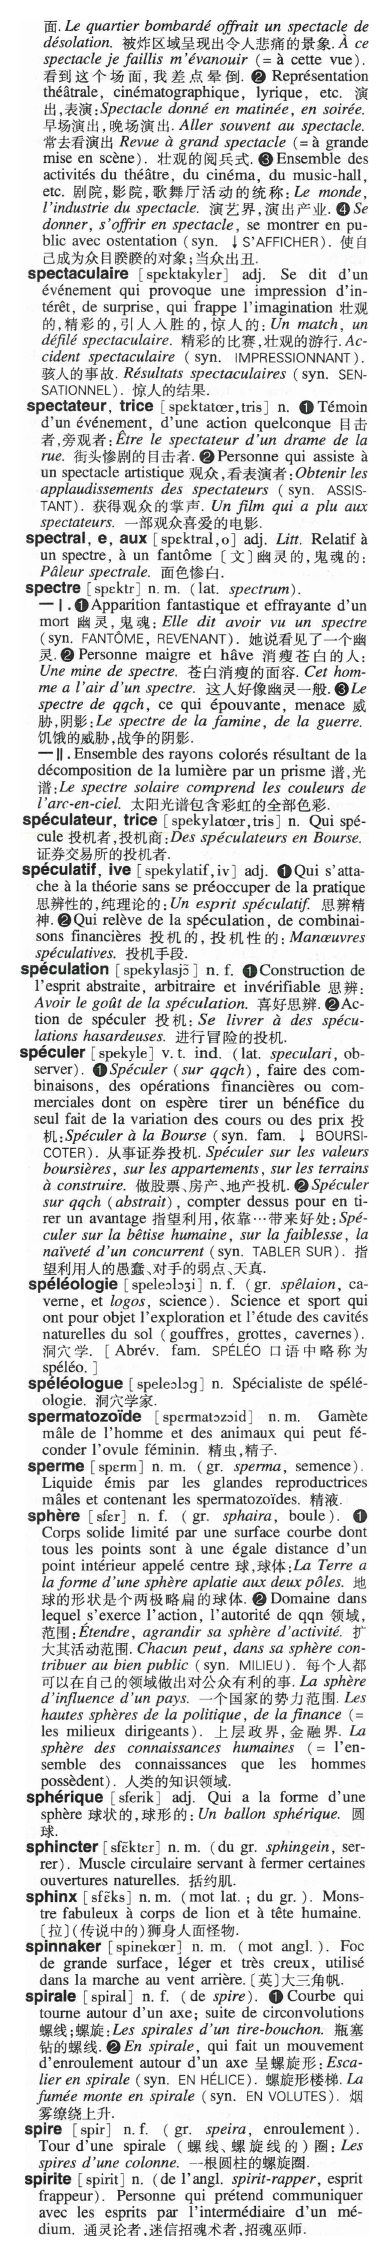 面. Le quartier bombardé offrait un spectacle de
désolation. 被炸区域呈现出令人悲痛的景象. À ce
spectacle je faillis m'évanouir (= à cette vue).
看到这个场面,我差点晕倒. ❷ Représentation
théâtrale, cinématographique, lyrique, etc. 演
出,表演:Spectacle donné en matinée, en soirée.
早场演出,晚场演出. Aller souvent au spectacle.
常去看演出 Revue à grand spectacle (= à grande
mise en scène). 壮观的阅兵式. ❸ Ensemble des
activités du théâtre, du cinéma, du music-hall,
etc. 剧院,影院,歌舞厅活动的统称: Le monde,
l'industrie du spectacle. 演艺界,演出产业. ❹ Se
donner, s'offrir en spectacle, se montrer en pu-
blic avec ostentation (syn. ↓ S'AFFICHER). 使自
己成为众目睽睽的对象;当众出丑.
spectaculaire [spɛktakylɛr] adj. Se dit d'un
événement qui provoque une impression d'in-
térêt, de surprise, qui frappe l'imagination 壮观
的,精彩的,引人入胜的,惊人的: Un match, un
défilé spectaculaire. 精彩的比赛,壮观的游行. Ac-
cident spectaculaire (syn. IMPRESSIONNANT).
骇人的事故. Résultats spectaculaires (syn. SEN-
SATIONNEL). 惊人的结果.
spectateur, trice [spɛktatœr,tris] n. ❶ Témoin
d'un événement, d'une action quelconque 目击
者,旁观者: Être le spectateur d'un drame de la
rue. 街头惨剧的目击者. ❷ Personne qui assiste à
un spectacle artistique 观众,看表演者: Obtenir les
applaudissements des spectateurs (syn. ASSIS-
TANT). 获得观众的掌声. Un film qui a plu aux
spectateurs. 一部观众喜爱的电影.
spectral, e, aux [spɛktral,o] adj. Litt. Relatif à
un spectre, à un fantôme [文]幽灵的,鬼魂的:
Pâleur spectrale. 面色惨白.
spectre [spɛktr] n. m. (lat. spectrum).
— I. ❶ Apparition fantastique et effrayante d'un
mort 幽灵,鬼魂: Elle dit avoir vu un spectre
(syn. FANTÔME, REVENANT). 她说看见了一个幽
灵. ❷ Personne maigre et hâve 消瘦苍白的人:
Une mine de spectre. 苍白消瘦的面容. Cet hom-
me a l'air d'un spectre. 这人好像幽灵一般. ❸ Le
spectre de qqch, ce qui épouvante, menace 威
胁,阴影: Le spectre de la famine, de la guerre.
饥饿的威胁,战争的阴影.
— II. Ensemble des rayons colorés résultant de la
décomposition de la lumière par un prisme 谱,光
谱: Le spectre solaire comprend les couleurs de
l'arc-en-ciel. 太阳光谱包含彩虹的全部色彩.
spéculateur, trice [spekylatœr,tris] n. Qui spé-
cule 投机者,投机商: Des spéculateurs en Bourse.
证券交易所的投机者.
spéculatif, ive [spekylatif,iv] adj. ❶ Qui s'atta-
che à la théorie sans se préoccuper de la pratique
思辨性的,纯理论的: Un esprit spéculatif. 思辨精
神. ❷ Qui relève de la spéculation, de combinai-
sons financières 投机的,投机性的: Manœuvres
spéculatives. 投机手段.
spéculation [spekylasjɔ̃] n. f. ❶ Construction de
l'esprit abstraite, arbitraire et invérifiable 思辨:
Avoir le goût de la spéculation. 喜好思辨. ❷ Ac-
tion de spéculer 投机: Se livrer à des spécu-
lations hasardeuses. 进行冒险的投机.
spéculer [spekyle] v. t. ind. (lat. speculari, ob-
server). ❶ Spéculer (sur qqch), faire des com-
binaisons, des opérations financières ou com-
merciales dont on espère tirer un bénéfice du
seul fait de la variation des cours ou des prix 投
机: Spéculer à la Bourse (syn. fam. ↓ BOURSI-
COTER). 从事证券投机. Spéculer sur les valeurs
boursières, sur les appartements, sur les terrains
à construire. 做股票、房产、地产投机. ❷ Spéculer
sur qqch (abstrait), compter dessus pour en ti-
rer un avantage 指望利用,依靠…带来好处: Spé-
culer sur la bêtise humaine, sur la faiblesse, la
naïveté d'un concurrent (syn. TABLER SUR). 指
望利用人的愚蠢、对手的弱点、天真.
spéléologie [speleɔlɔʒi] n. f. (gr. spêlaion, ca-
verne, et logos, science). Science et sport qui
ont pour objet l'exploration et l'étude des cavités
naturelles du sol (gouffres, grottes, cavernes).
洞穴学. [Abrév. fam. SPÉLÉO 口语中略称为
spéléo.]
spéléologue [speleɔlɔg] n. Spécialiste de spélé-
ologie. 洞穴学家.
spermatozoïde [spɛrmatɔzɔid] n. m. Gamète
mâle de l'homme et des animaux qui peut fé-
conder l'ovule féminin. 精虫,精子.
sperme [spɛrm] n. m. (gr. sperma, semence).
Liquide émis par les glandes reproductrices
mâles et contenant les spermatozoïdes. 精液.
sphère [sfɛr] n. f. (gr. sphaira, boule). ❶
Corps solide limité par une surface courbe dont
tous les points sont à une égale distance d'un
point intérieur appelé centre 球,球体: La Terre a
la forme d'une sphère aplatie aux deux pôles. 地
球的形状是个两极略扁的球体. ❷ Domaine dans
lequel s'exerce l'action, l'autorité de qqn 领域,
范围: Étendre, agrandir sa sphère d'activité. 扩
大其活动范围. Chacun peut, dans sa sphère con-
tribuer au bien public (syn. MILIEU). 每个人都
可以在自己的领域做出对公众有利的事. La sphère
d'influence d'un pays. 一个国家的势力范围. Les
hautes sphères de la politique, de la finance (=
les milieux dirigeants). 上层政界,金融界. La
sphère des connaissances humaines (= l'en-
semble des connaissances que les hommes
possèdent). 人类的知识领域.
sphérique [sferik] adj. Qui a la forme d'une
sphère 球状的,球形的: Un ballon sphérique. 圆
球.
sphincter [sfɛ̃ktɛr] n. m. (du gr. sphingein, ser-
rer). Muscle circulaire servant à fermer certaines
ouvertures naturelles. 括约肌.
sphinx [sfɛ̃ks] n. m. (mot lat. ; du gr.). Mons-
tre fabuleux à corps de lion et à tête humaine.
[拉](传说中的)狮身人面怪物.
spinnaker [spinekœr] n. m. (mot angl.). Foc
de grande surface, léger et très creux, utilisé
dans la marche au vent arrière. [英]大三角帆.
spirale [spiral] n. f. (de spire). ❶ Courbe qui
tourne autour d'un axe; suite de circonvolutions
螺线;螺旋: Les spirales d'un tire-bouchon. 瓶塞
钻的螺线. ❷ En spirale, qui fait un mouvement
d'enroulement autour d'un axe 呈螺旋形: Esca-
lier en spirale (syn. EN HÉLICE). 螺旋形楼梯. La
fumée monte en spirale (syn. EN VOLUTES). 烟
雾缭绕上升.
spire [spir] n. f. (gr. speira, enroulement).
Tour d'une spirale (螺线、螺旋线的)圈: Les
spires d'une colonne. 一根圆柱的螺旋圈.
spirite [spirit] n. (de l'angl. spirit-rapper, esprit
frappeur). Personne qui prétend communiquer
avec les esprits par l'intermédiaire d'un mé-
dium. 通灵论者,迷信招魂术者,招魂巫师.